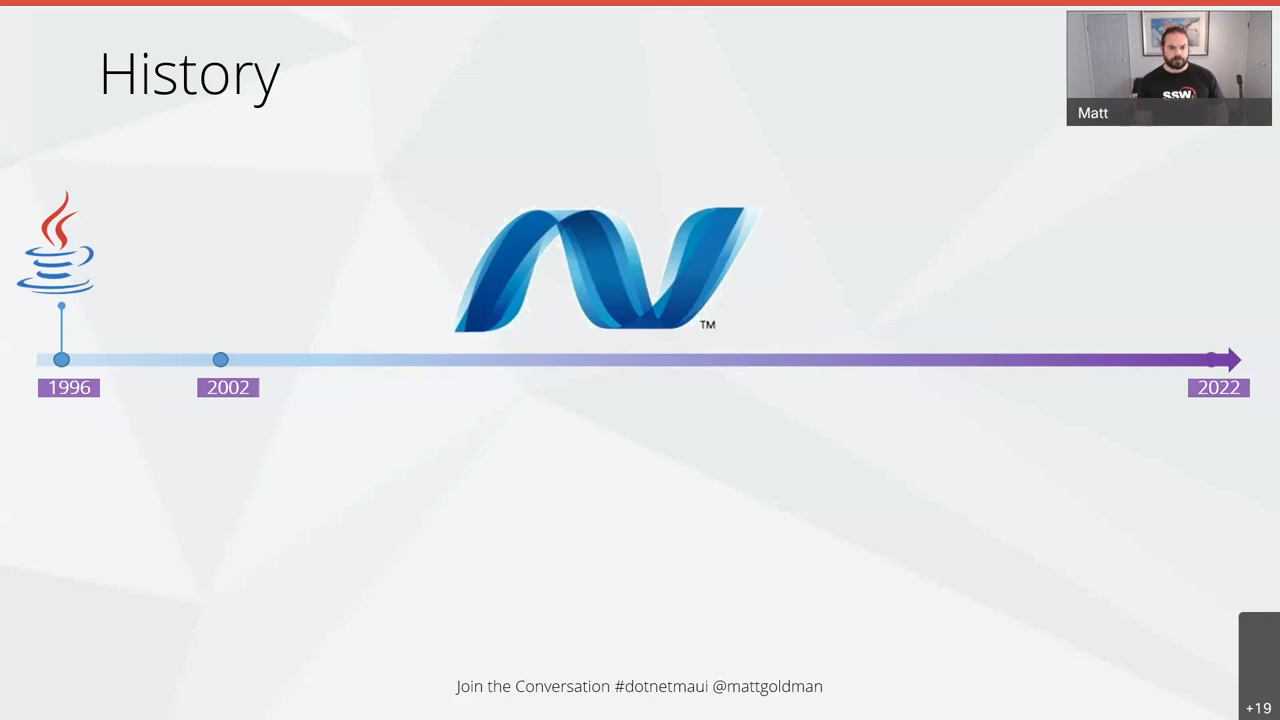 History
SSW
Matt
TM
1996
2002
2022
Join the Conversation #dotnetmaui @mattgoldman
+19